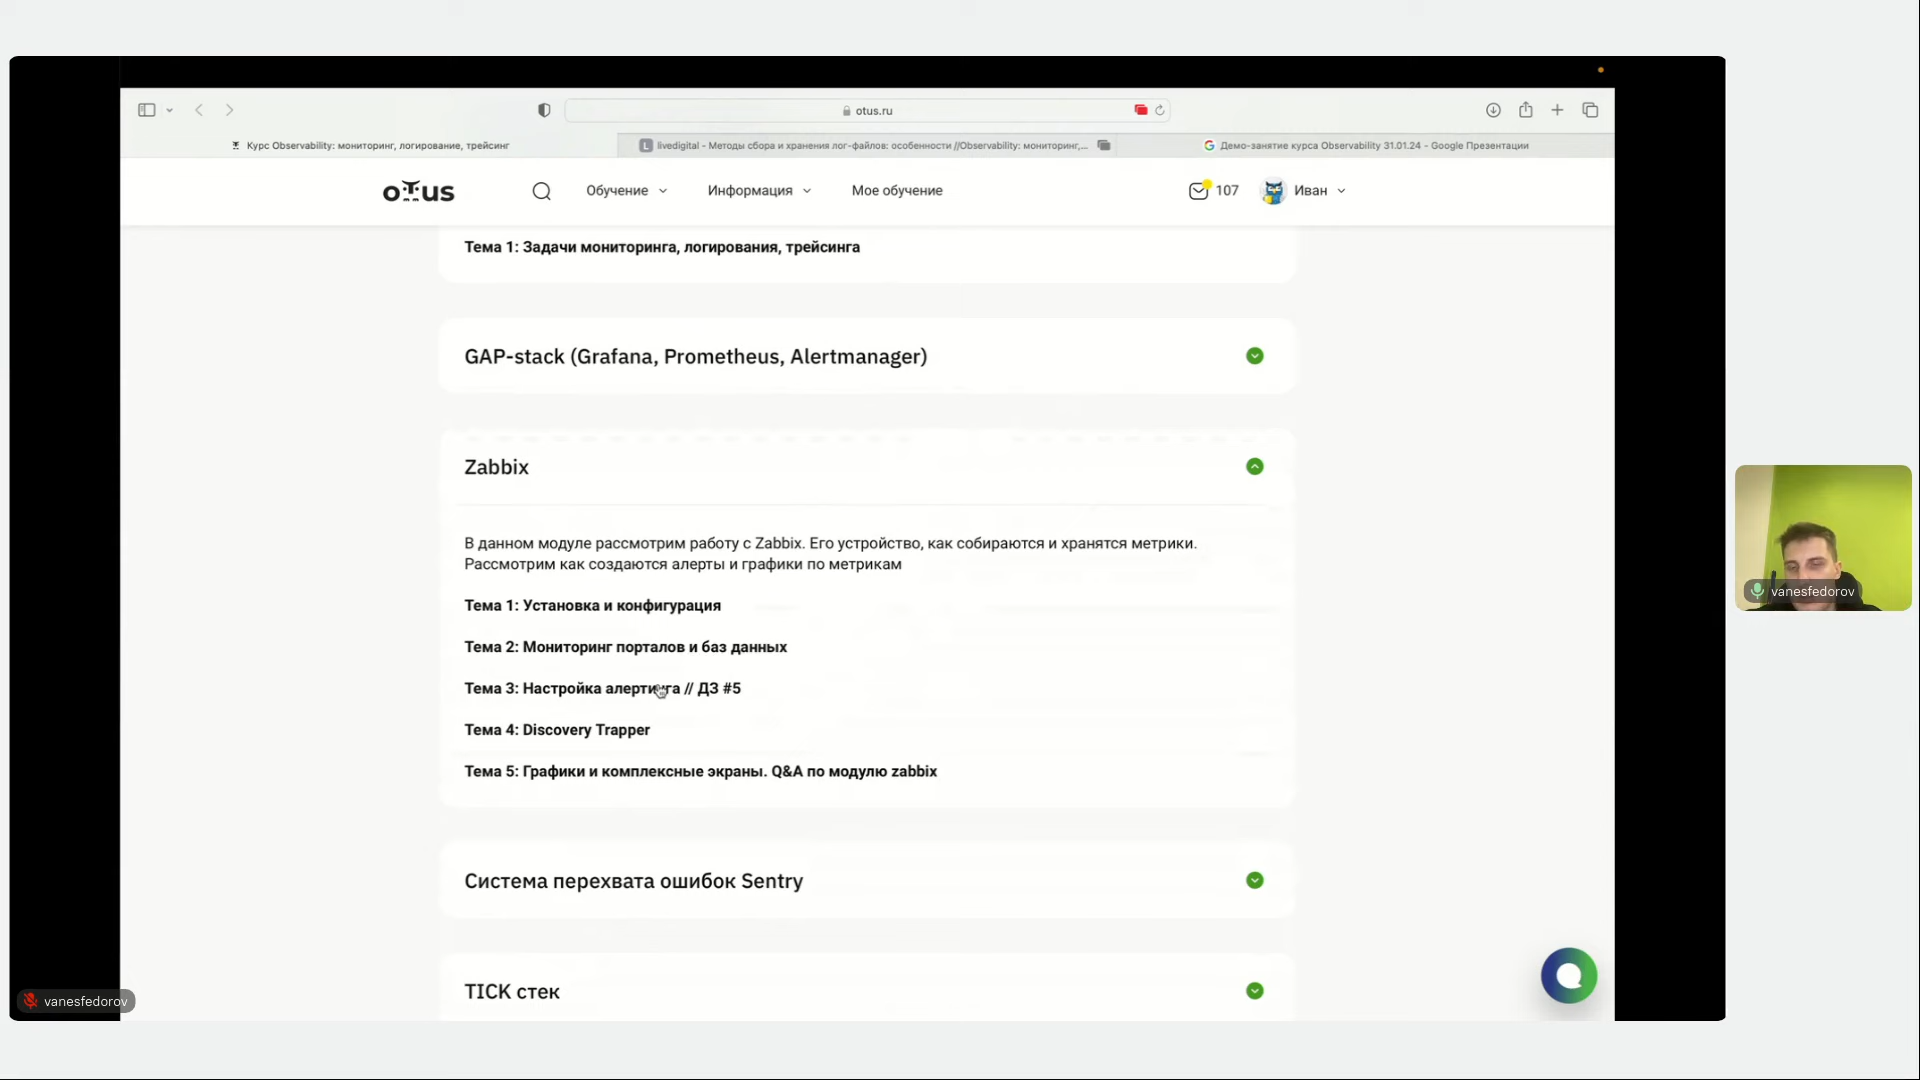 otus.ru
Курс Observability: мониторинг, логирование, трейсинг
L livedigital - Методы сбора и хранения лог-файлов: особенности //Observability: мониторинг,...
Демо-занятие курса Observability 31.01.24 - Google Презентации
OTUS
Обучение
Информация
Мое обучение
107
Иван
Тема 1: Задачи мониторинга, логирования, трейсинга
GAP-stack (Grafana, Prometheus, Alertmanager)
Zabbix
В данном модуле рассмотрим работу с Zabbix. Его устройство, как собираются и хранятся метрики.
Рассмотрим как создаются алерты и графики по метрикам
Тема 1: Установка и конфигурация
Тема 2: Мониторинг порталов и баз данных
Тема 3: Настройка алертинга // ДЗ #5
Тема 4: Discovery Trapper
Тема 5: Графики и комплексные экраны. Q&A по модулю zabbix
Система перехвата ошибок Sentry
TICK стек
vanesfedorov
vanesfedorov